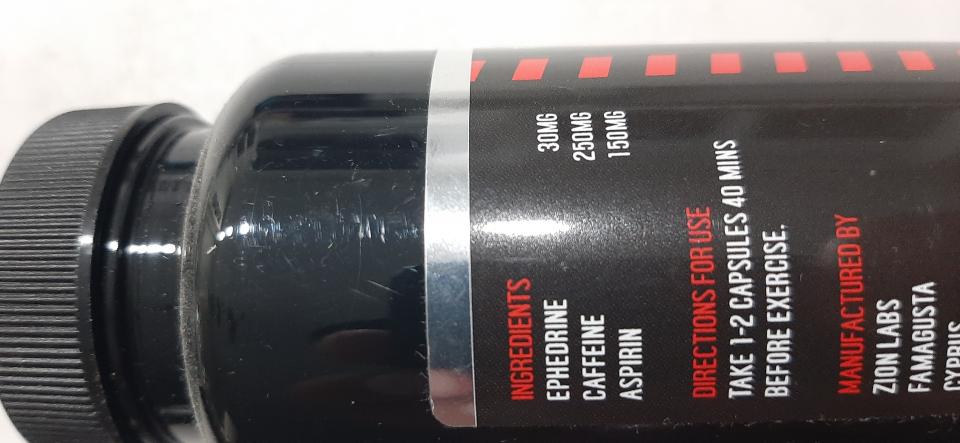 INGREDIENTS
EPHEDRINE 30MG
CAFFEINE 250MG
ASPIRIN 150MG
DIRECTIONS FOR USE
TAKE 1-2 CAPSULES 40 MINS
BEFORE EXERCISE.
MANUFACTURED BY
ZION LABS
FAMAGUSTA
CYPRUS